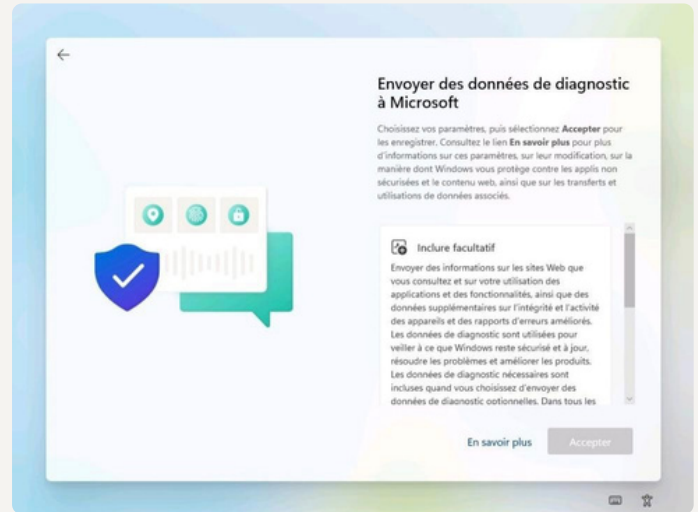 Envoyer des données de diagnostic
à Microsoft
Choisissez vos paramètres, puis sélectionnez Accepter pour
les enregistrer. Consultez le lien En savoir plus pour plus
d'informations sur ces paramètres, sur leur modification, sur la
manière dont Windows vous protège contre les applis non
sécurisées et le contenu web, ainsi que sur les transferts et
utilisations de données associés.
Inclure facultatif
Envoyer des informations sur les sites Web que
vous consultez et sur votre utilisation des
applications et des fonctionnalités, ainsi que des
données supplémentaires sur l'intégrité et l'activité
des appareils et des rapports d'erreurs améliorés.
Les données de diagnostic sont utilisées pour
veiller à ce que Windows reste sécurisé et à jour,
résoudre les problèmes et améliorer les produits.
Les données de diagnostic nécessaires sont
incluses quand vous choisissez d'envoyer des
données de diagnostic optionnelles. Dans tous les
En savoir plus
Accepter